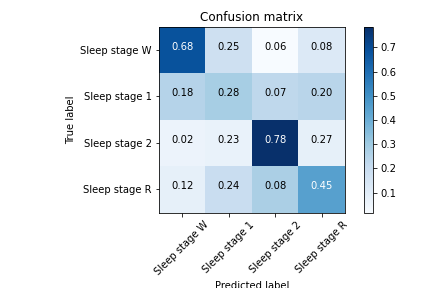 Confusion matrix
Sleep stage W 0.68 0.25 0.06 0.08
Sleep stage 1 0.18 0.28 0.07 0.20
Sleep stage 2 0.02 0.23 0.78 0.27
Sleep stage R 0.12 0.24 0.08 0.45
True label
Sleep stage W
Sleep stage 1
Sleep stage 2
Sleep stage R
Predicted label
0.7
0.6
0.5
0.4
0.3
0.2
0.1